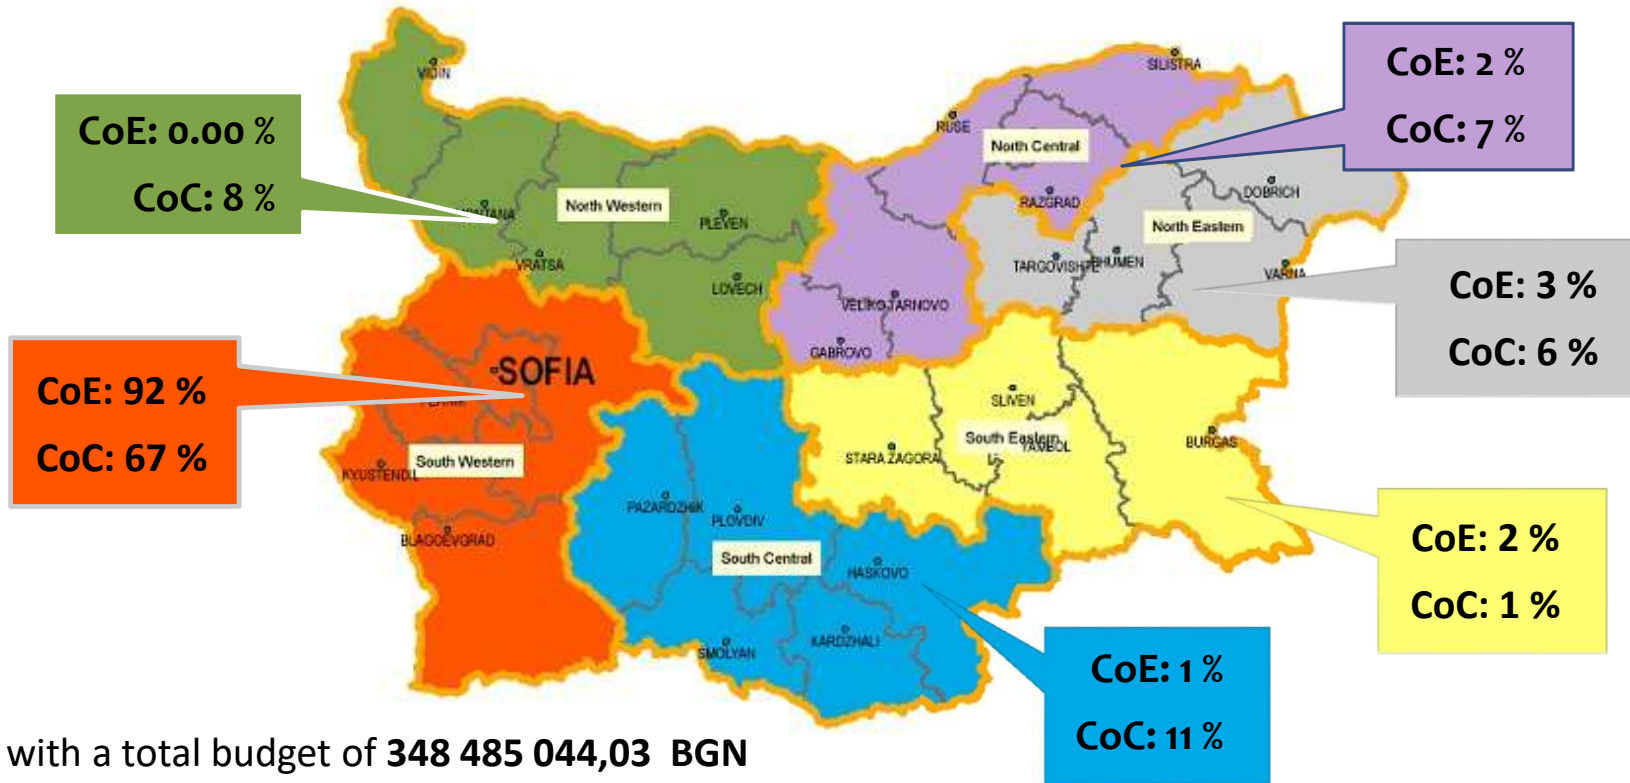 CoE: 0.00 %
CoC: 8 %
CoE: 2 %
CoC: 7 %
CoE: 3 %
CoC: 6 %
CoE: 92 %
CoC: 67 %
CoE: 2 %
CoC: 1 %
CoE: 1 %
CoC: 11 %
VIDIN
VRATSA
PLEVEN
LOVECH
North Western
SILISTRA
RUSE
North Central
RAZGRAD
VELIKO TARNOVO
GABROVO
DOBRICH
North Eastern
TARGOVISHTE
VARNA
SOFIA
South Western
KYUSTENDIL
BLAGOEVGRAD
PAZARDZHIK
PLOVDIV
South Central
HASKOVO
SMOLYAN
KARDZHALI
SLIVEN
South Eastern
YAMBOL
STARA ZAGORA
BURGAS
with a total budget of 348 485 044,03 BGN